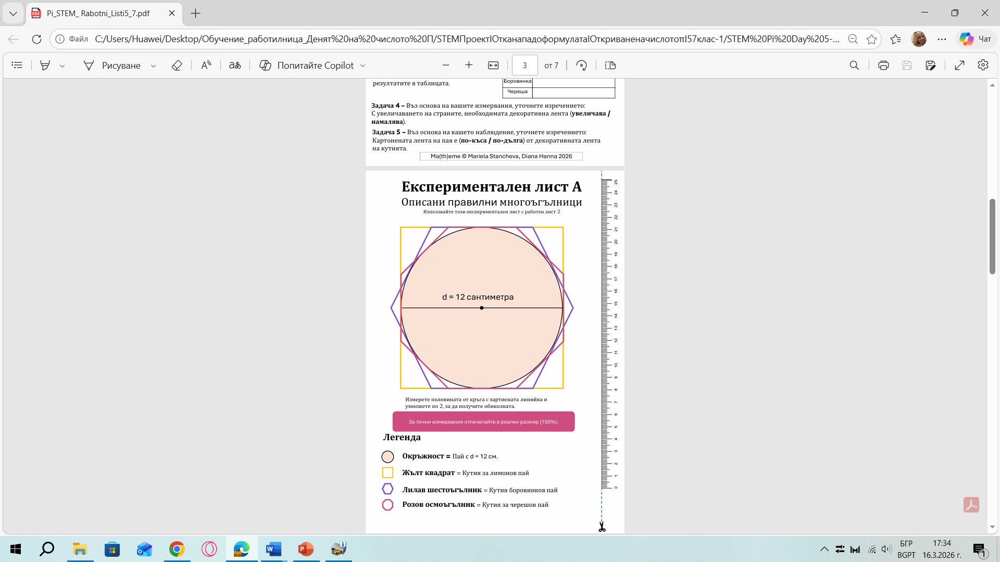 Pi_STEM_ Rabotni_Listi5_7.pdf
Файл C:/Users/Huawei/Desktop/Обучение_работилница_Денят%20на%20числото%20П/STEMПроектІОтканападоформулатаІОткриваненачислотоπІ57клас-1/STEM%20Pi%20Day%205-... Чат
Рисуване аあ Попитайте Copilot 3 от 7
резултатите в таблицата.
Боровинка
Череша
Задача 4 – Въз основа на вашите измервания, уточнете изречението:
С увеличаването на страните, необходимата декоративна лента (увеличава /
намалява).
Задача 5 – Въз основа на вашето наблюдение, уточнете изречението:
Картонената лента на пая е (по-къса / по-дълга) от декоративната лента
на кутията.
Ma(th)eme © Mariela Stancheva, Diana Hanna 2026
Експериментален лист А
Описани правилни многоъгълници
Използвайте този експериментален лист с работен лист 2
d = 12 сантиметра
Измерете половината от кръга с хартиената линийка и
умножете по 2, за да получите обиколката.
За точни измервания отпечатайте в реален размер (100%).
Легенда
Окръжност = Пай с d = 12 см.
Жълт квадрат = Кутия за лимонов пай
Лилав шестоъгълник = Кутия боровинков пай
Розов осмоъгълник = Кутия за черешов пай
25
24
23
22
21
20
19
18
17
16
15
14
13
12
11
10
9
8
7
6
5
4
3
2
1
0
БГР
BGPT
17:34
16.3.2026 г.
1